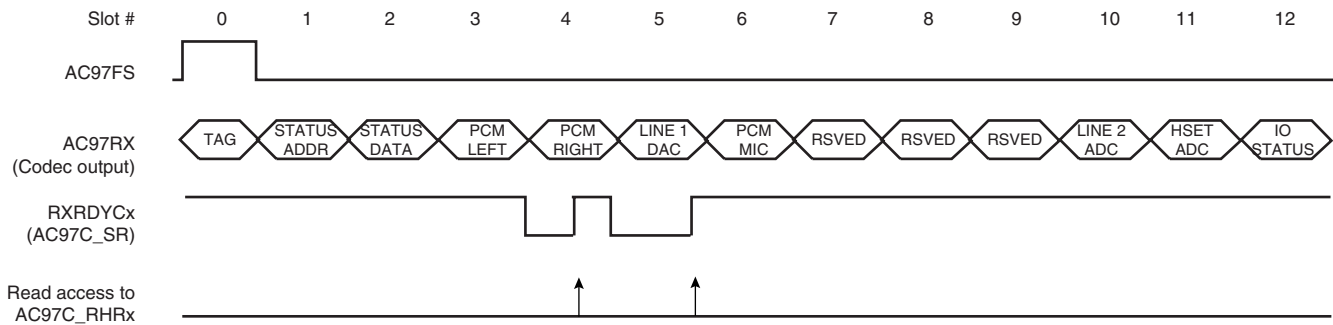 Slot # 0 1 2 3 4 5 6 7 8 9 10 11 12
AC97FS
AC97RX
(Codec output)
TAG
STATUS
ADDR
STATUS
DATA
PCM
LEFT
PCM
RIGHT
LINE 1
DAC
PCM
MIC
RSVED
RSVED
RSVED
LINE 2
ADC
HSET
ADC
IO
STATUS
RXRDYCx
(AC97C_SR)
Read access to
AC97C_RHRx